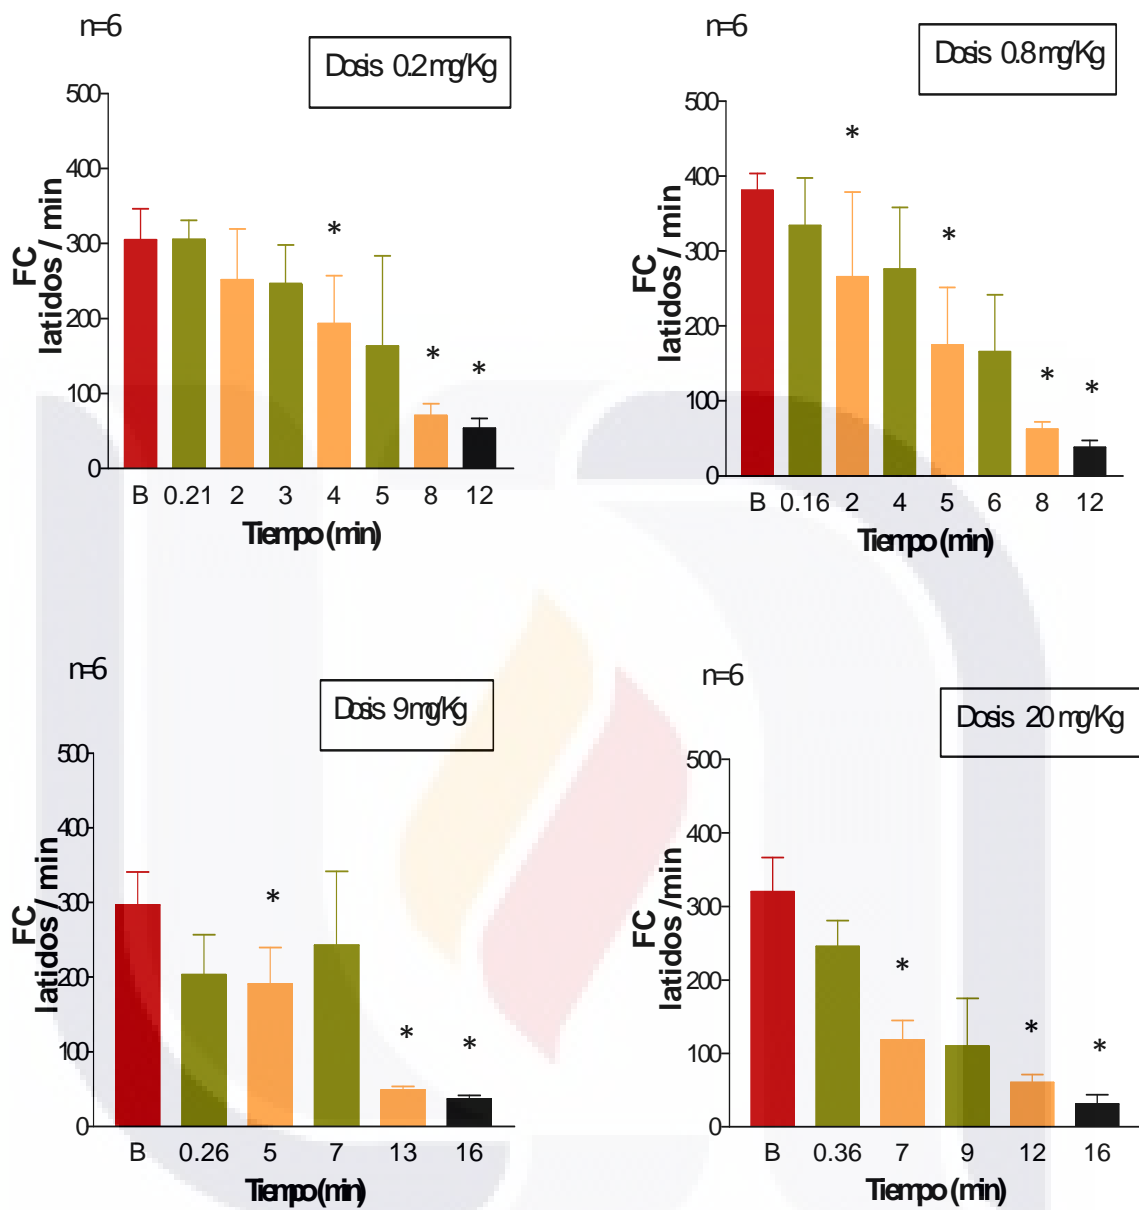 n=6
Dosis 0.2 mg/Kg
500
400
300
200
100
0
FC
latidos / min
*
*
*
B 0.21 2 3 4 5 8 12
Tiempo (min)
n=6
Dosis 0.8 mg/Kg
500
400
300
200
100
0
FC
latidos / min
*
*
*
*
B 0.16 2 4 5 6 8 12
Tiempo (min)
n=6
Dosis 9 mg/Kg
500
400
300
200
100
0
FC
latidos / min
*
*
*
B 0.26 5 7 13 16
Tiempo (min)
n=6
Dosis 20 mg/Kg
500
400
300
200
100
0
FC
latidos /min
*
*
*
B 0.36 7 9 12 16
Tiempo (min)